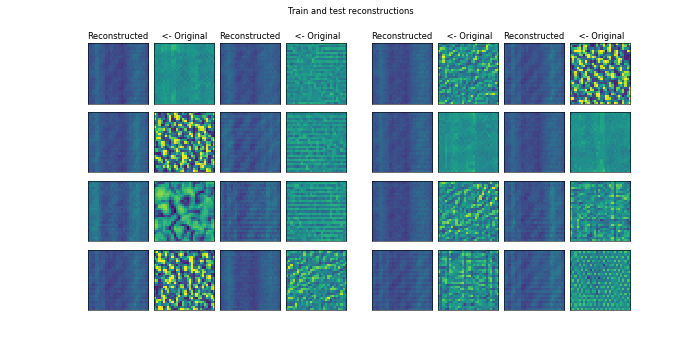 Train and test reconstructions
Reconstructed <- Original Reconstructed <- Original Reconstructed <- Original Reconstructed <- Original